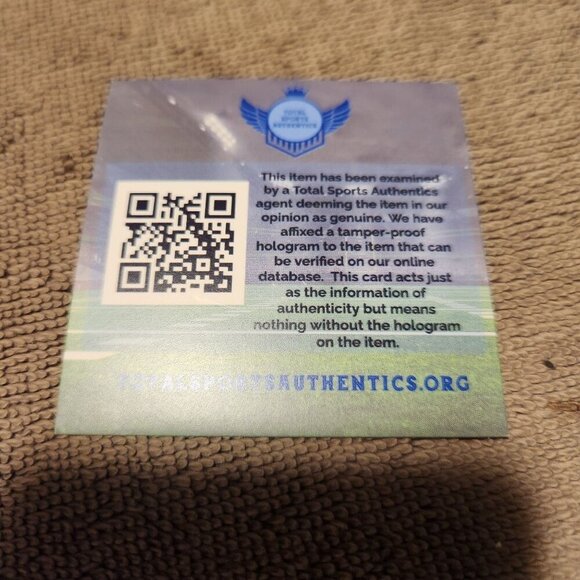 TOTAL
SPORTS
AUTHENTICS
This item has been examined
by a Total Sports Authentics
agent deeming the item in our
opinion as genuine. We have
affixed a tamper-proof
hologram to the item that can
be verified on our online
database. This card acts just
as the information of
authenticity but means
nothing without the hologram
on the item.
TOTALSPORTSAUTHENTICS.ORG